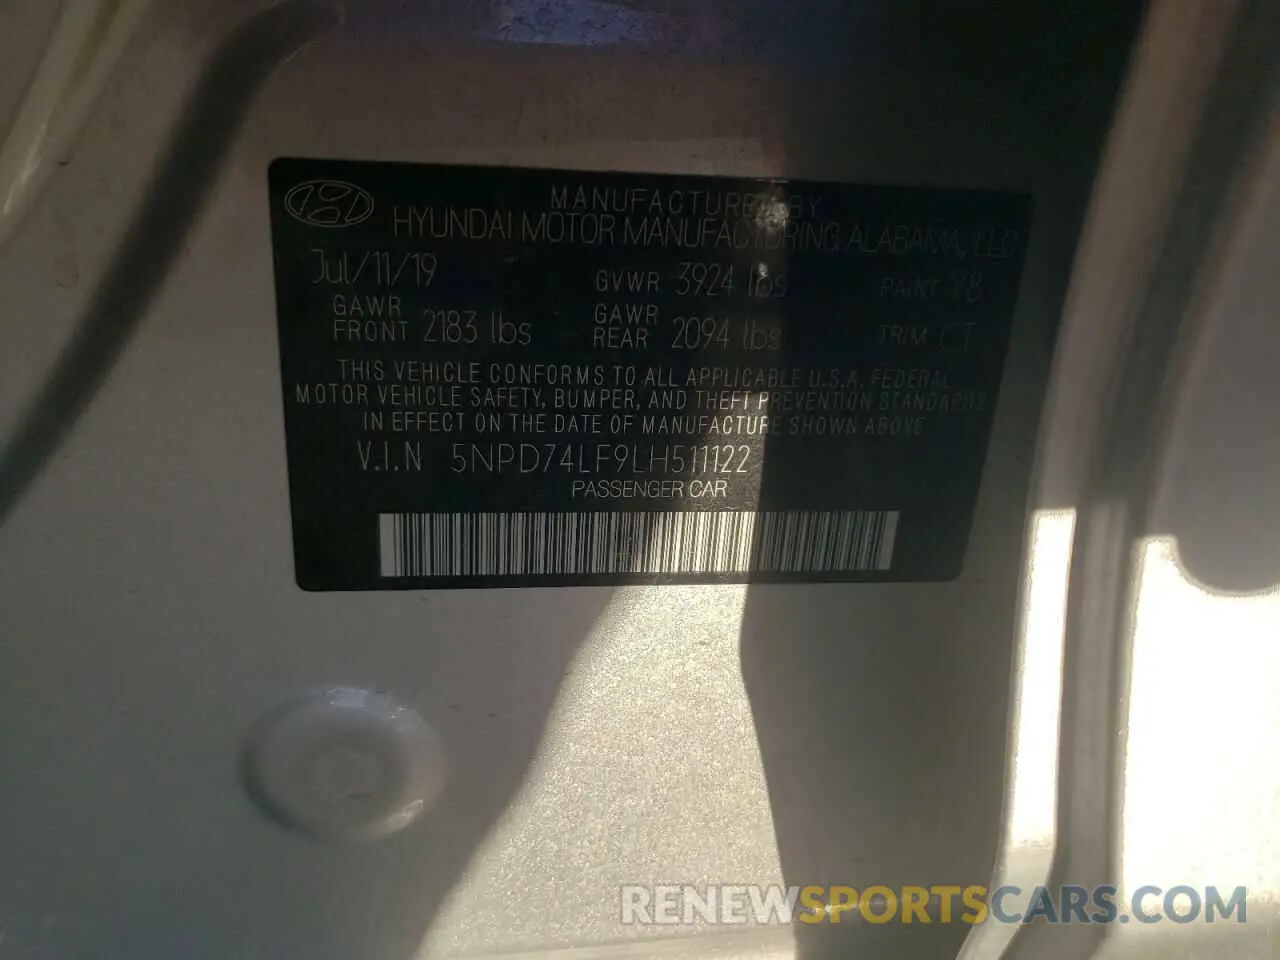 MANUFACTURED BY
HYUNDAI MOTOR MANUFACTURING ALABAMA, LLC
Jul/11/19 GVWR 3924 lbs PAINT
GAWR FRONT 2183 lbs GAWR REAR 2094 lbs TRIM CT
THIS VEHICLE CONFORMS TO ALL APPLICABLE U.S.A. FEDERAL
MOTOR VEHICLE SAFETY, BUMPER, AND THEFT PREVENTION STANDARDS
IN EFFECT ON THE DATE OF MANUFACTURE SHOWN ABOVE
V.I.N 5NPD74LF9LH511122
PASSENGER CAR
RENEWSPORTSCARS.COM